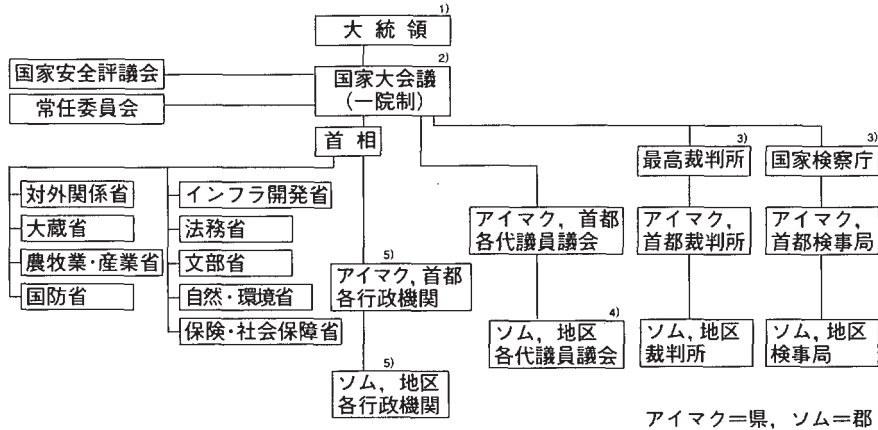 1)
大統領
2)
国家大会議
(一院制)
国家安全評議会
常任委員会
首相
3)
最高裁判所
3)
国家検察庁
対外関係省
大蔵省
農牧業・産業省
国防省
インフラ開発省
法務省
文部省
自然・環境省
保険・社会保障省
5)
アイマク,首都
各行政機関
5)
ソム,地区
各行政機関
アイマク,首都
各代議員議会
4)
ソム,地区
各代議員議会
アイマク,
首都裁判所
ソム,地区
裁判所
アイマク,
首都検事局
ソム,地区
検事局
アイマク=県,ソム=郡